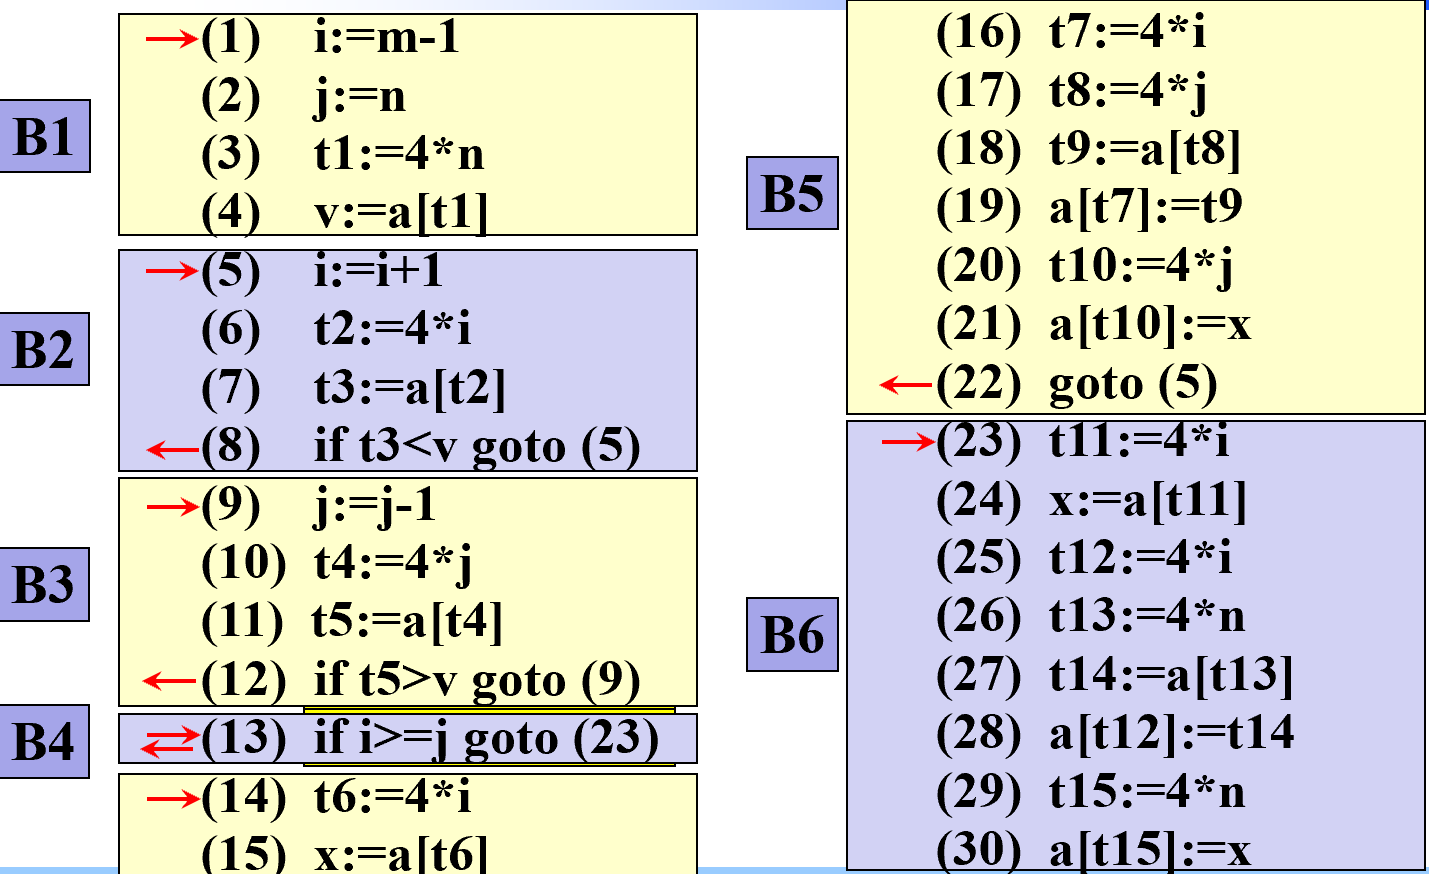 B1
(1) i:=m-1
(2) j:=n
(3) t1:=4*n
(4) v:=a[t1]
B2
(5) i:=i+1
(6) t2:=4*i
(7) t3:=a[t2]
(8) if t3<v goto (5)
B3
(9) j:=j-1
(10) t4:=4*j
(11) t5:=a[t4]
(12) if t5>v goto (9)
B4
(13) if i>=j goto (23)
(14) t6:=4*i
(15) x:=a[t6]
B5
(16) t7:=4*i
(17) t8:=4*j
(18) t9:=a[t8]
(19) a[t7]:=t9
(20) t10:=4*j
(21) a[t10]:=x
(22) goto (5)
B6
(23) t11:=4*i
(24) x:=a[t11]
(25) t12:=4*i
(26) t13:=4*n
(27) t14:=a[t13]
(28) a[t12]:=t14
(29) t15:=4*n
(30) a[t15]:=x